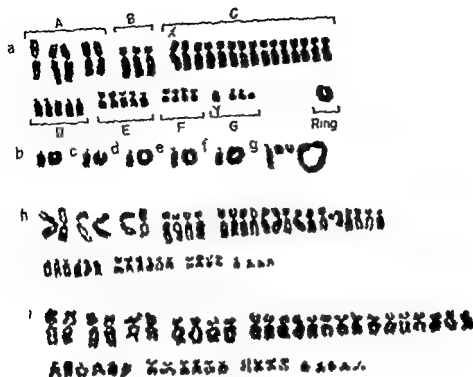 A B C
a X
Y
D E F G Ring
b c d e f g
h
i